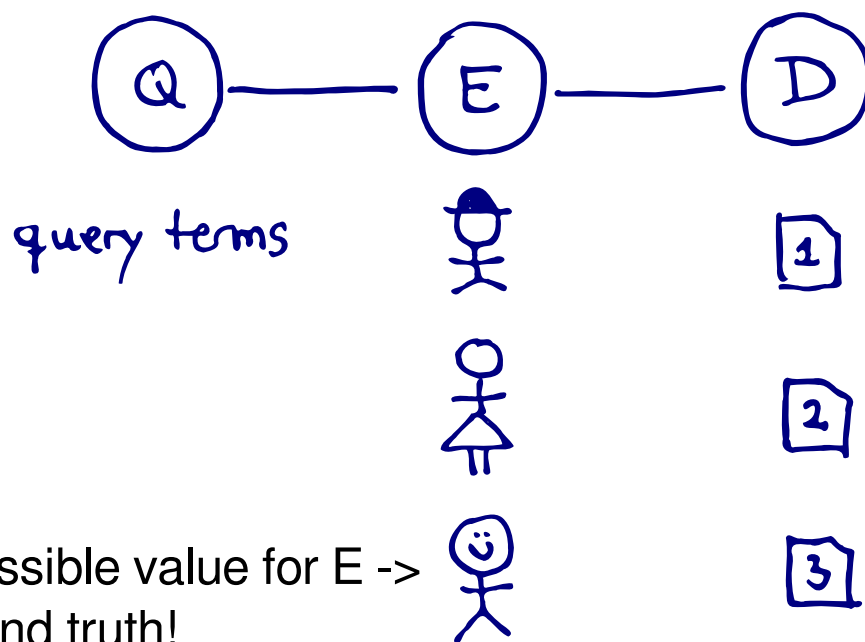 Q E D
query terms
1
2
ssible value for E ->
3
nd truth!